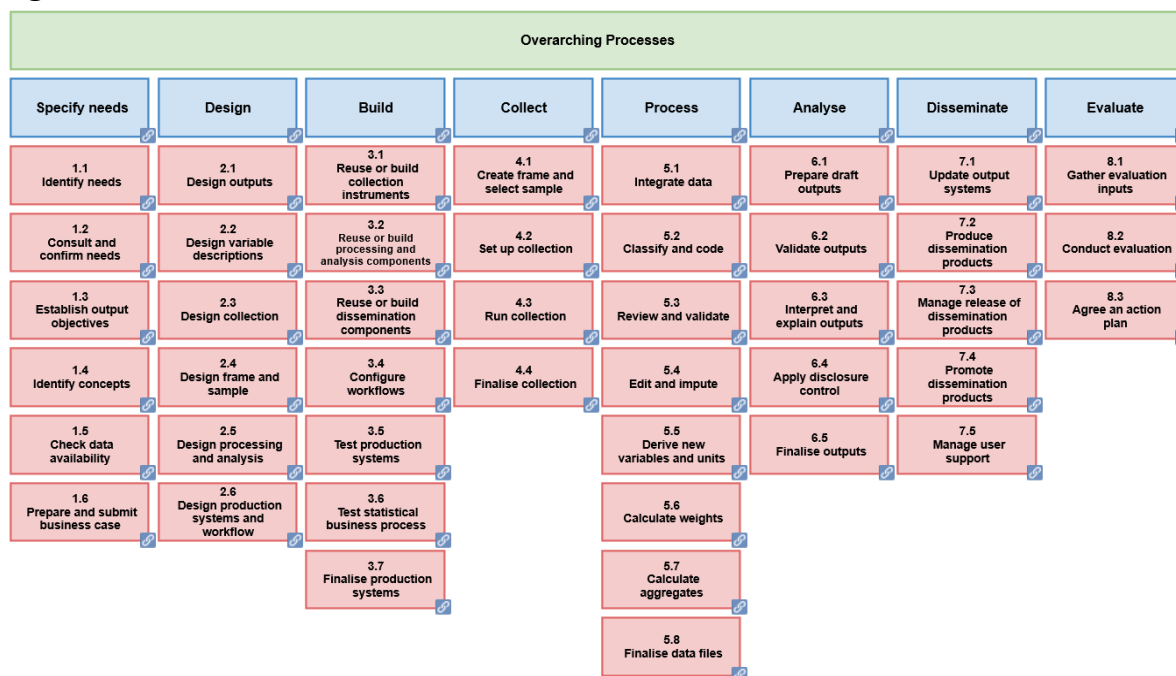 Overarching Processes
Specify needs
Design
Build
Collect
Process
Analyse
Disseminate
Evaluate
1.1
Identify needs
2.1
Design outputs
3.1
Reuse or build
collection
instruments
4.1
Create frame and
select sample
5.1
Integrate data
6.1
Prepare draft
outputs
7.1
Update output
systems
8.1
Gather evaluation
inputs
1.2
Consult and
confirm needs
2.2
Design variable
descriptions
3.2
Reuse or build
processing and
analysis components
4.2
Set up collection
5.2
Classify and code
6.2
Validate outputs
7.2
Produce
dissemination
products
8.2
Conduct evaluation
1.3
Establish output
objectives
2.3
Design collection
3.3
Reuse or build
dissemination
components
4.3
Run collection
5.3
Review and validate
6.3
Interpret and
explain outputs
7.3
Manage release of
dissemination
products
8.3
Agree an action
plan
1.4
Identify concepts
2.4
Design frame and
sample
3.4
Configure
workflows
4.4
Finalise collection
5.4
Edit and impute
6.4
Apply disclosure
control
7.4
Promote
dissemination
products
1.5
Check data
availability
2.5
Design processing
and analysis
3.5
Test production
systems
5.5
Derive new
variables and units
6.5
Finalise outputs
7.5
Manage user
support
1.6
Prepare and submit
business case
2.6
Design production
systems and
workflow
3.6
Test statistical
business process
5.6
Calculate weights
3.7
Finalise production
systems
5.7
Calculate
aggregates
5.8
Finalise data files